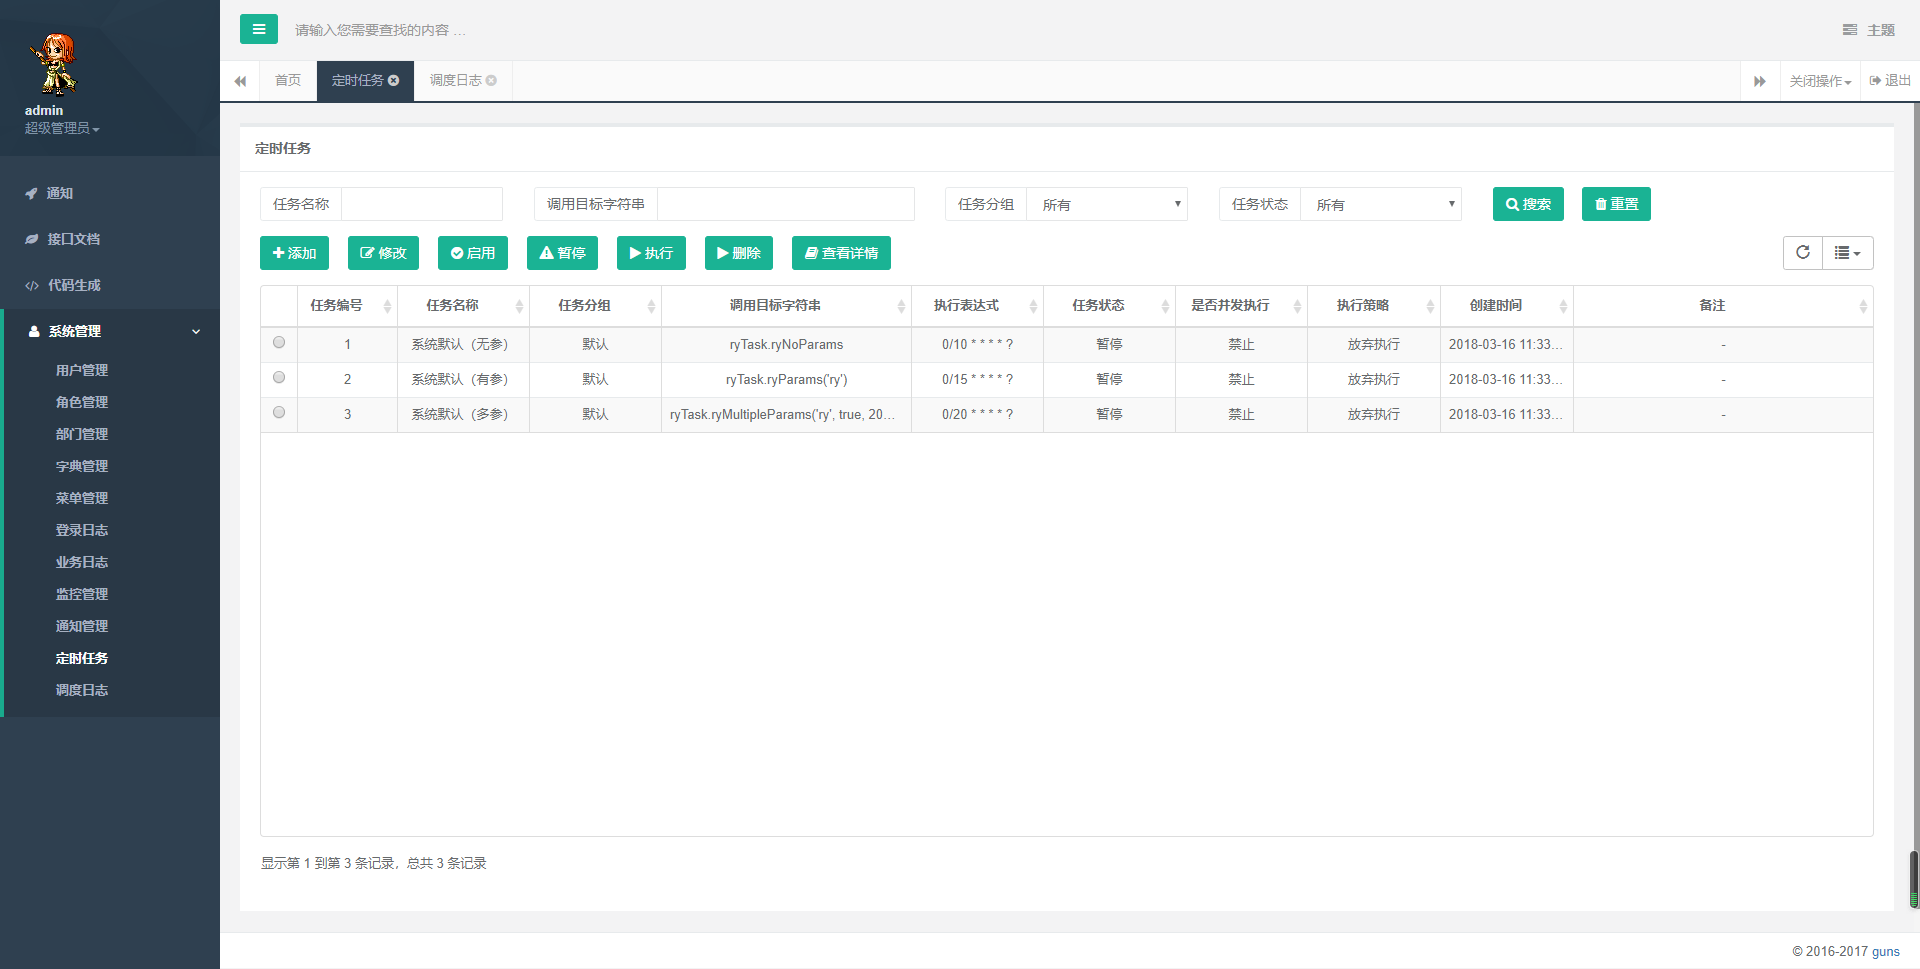 请输入您需要查找的内容 …
主题
首页
定时任务
调度日志
关闭操作
退出
admin
超级管理员
通知
接口文档
代码生成
系统管理
用户管理
角色管理
部门管理
字典管理
菜单管理
登录日志
业务日志
监控管理
通知管理
定时任务
调度日志
定时任务
任务名称 调用目标字符串 任务分组 所有 任务状态 所有 搜索 重置
添加 修改 启用 暂停 执行 删除 查看详情
任务编号 任务名称 任务分组 调用目标字符串 执行表达式 任务状态 是否并发执行 执行策略 创建时间 备注
1 系统默认（无参） 默认 ryTask.ryNoParams 0/10 * * * * ? 暂停 禁止 放弃执行 2018-03-16 11:33... -
2 系统默认（有参） 默认 ryTask.ryParams('ry') 0/15 * * * * ? 暂停 禁止 放弃执行 2018-03-16 11:33... -
3 系统默认（多参） 默认 ryTask.ryMultipleParams('ry', true, 20... 0/20 * * * * ? 暂停 禁止 放弃执行 2018-03-16 11:33... -
显示第 1 到第 3 条记录，总共 3 条记录
© 2016-2017 guns